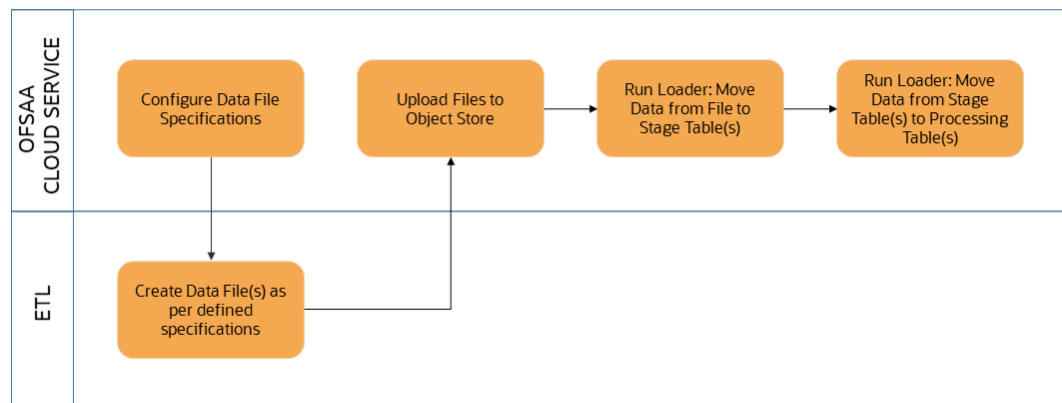 OFSAA
CLOUD SERVICE
Configure Data File
Specifications
Upload Files to
Object Store
Run Loader: Move
Data from File to
Stage Table(s)
Run Loader: Move
Data from Stage
Table(s) to Processing
Table(s)
ETL
Create Data File(s) as
per defined
specifications